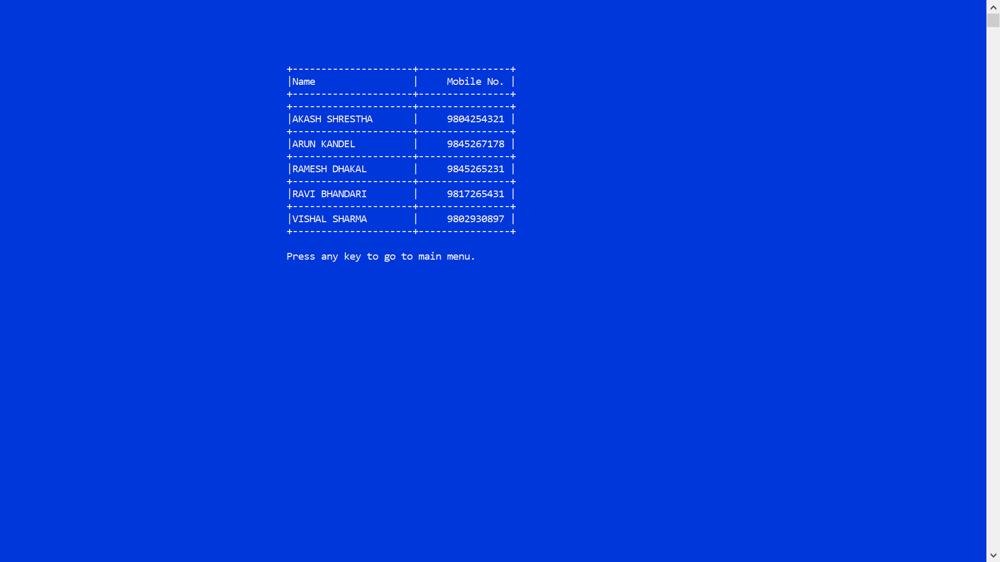 +---------------------+----------------+
|Name                 |     Mobile No. |
+---------------------+----------------+
+---------------------+----------------+
|AKASH SHRESTHA       |     9804254321 |
+---------------------+----------------+
|ARUN KANDEL          |     9845267178 |
+---------------------+----------------+
|RAMESH DHAKAL        |     9845265231 |
+---------------------+----------------+
|RAVI BHANDARI        |     9817265431 |
+---------------------+----------------+
|VISHAL SHARMA        |     9802930897 |
+---------------------+----------------+
Press any key to go to main menu.